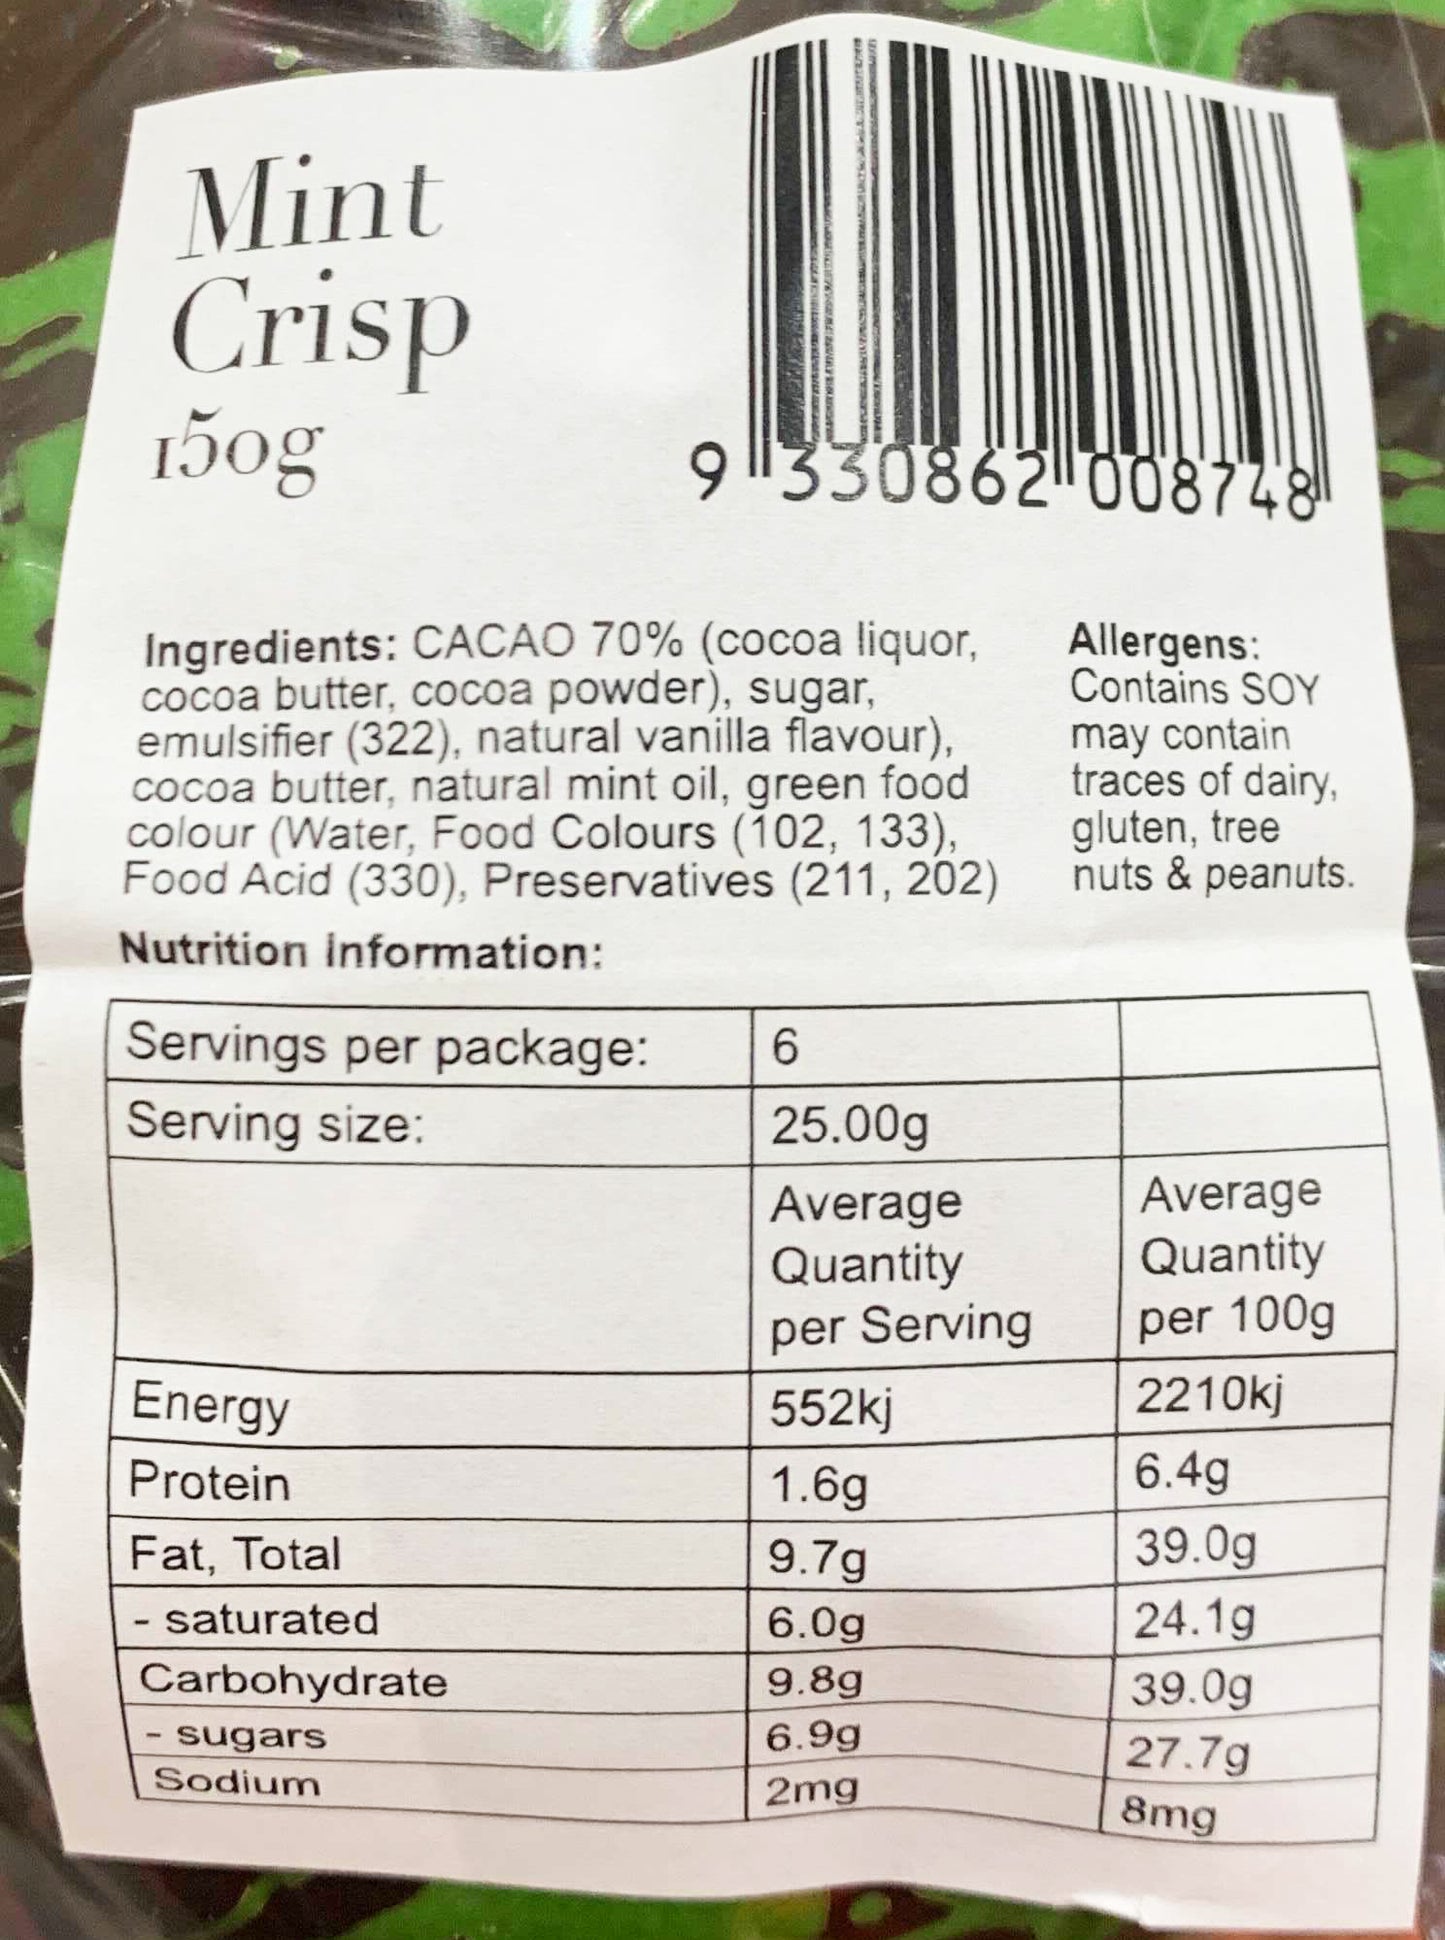 Mint
Crisp
150g
9 330862 008748
Ingredients: CACAO 70% (cocoa liquor,
cocoa butter, cocoa powder), sugar,
emulsifier (322), natural vanilla flavour),
cocoa butter, natural mint oil, green food
colour (Water, Food Colours (102, 133),
Food Acid (330), Preservatives (211, 202)
Allergens:
Contains SOY
may contain
traces of dairy,
gluten, tree
nuts & peanuts.
Nutrition information:
Servings per package: 6
Serving size: 25.00g
Average
Quantity
per Serving
Average
Quantity
per 100g
Energy 552kj 2210kj
Protein 1.6g 6.4g
Fat, Total 9.7g 39.0g
- saturated 6.0g 24.1g
Carbohydrate 9.8g 39.0g
- sugars 6.9g 27.7g
Sodium 2mg 8mg